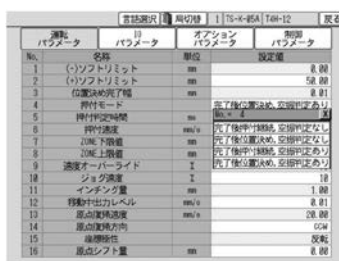 言語選択 局切替 1 TS-K-05A T4H-12 戻る
運転 パラメータ IO パラメータ オプション パラメータ 制御 パラメータ
No. 名称 単位 設定値
1 (-)ソフトリミット mm 0.00
2 (+)ソフトリミット mm 50.00
3 位置決め完了幅 mm 0.01
4 押付モード 完了後位置決め、空振判定あり
No.= 4 X
5 押付判定時間 ms
6 押付速度 mm/s 完了後押付継続、空振判定なし
7 ZONE下限値 mm 完了後位置決め、空振判定なし
8 ZONE上限値 mm 完了後押付継続、空振判定あり
9 速度オーバーライド % 完了後位置決め、空振判定あり
10 ジョグ速度 % 10
11 インチング量 mm 1.00
12 移動中出力レベル mm/s 0.01
13 原点復帰速度 mm/s 20.00
14 原点復帰方向 CCW
15 座標極性 反転
16 原点シフト量 mm 0.00